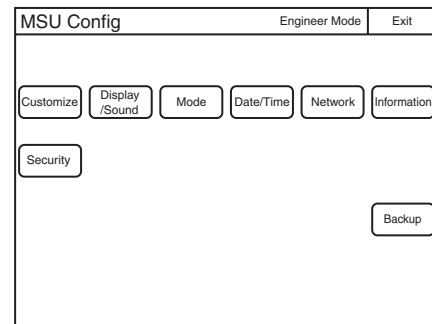 MSU Config Engineer Mode Exit
Customize Display /Sound Mode Date/Time Network Information
Security
Backup